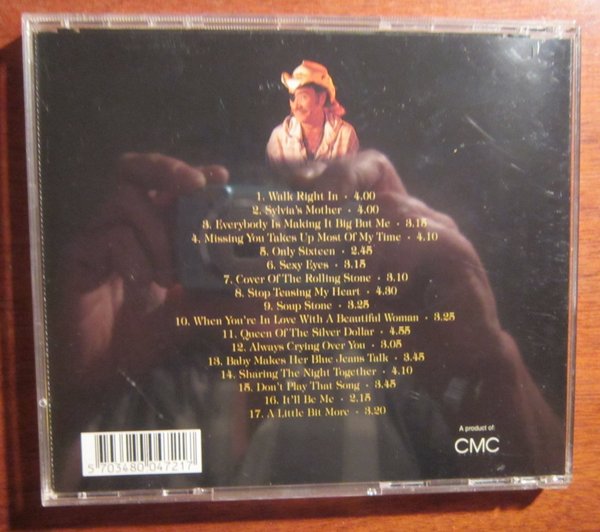 1. Walk Right In · 4.00
2. Sylvia's Mother · 4.00
3. Everybody Is Making It Big But Me · 3.15
4. Missing You Takes Up Most Of My Time · 4.10
5. Only Sixteen · 2.45
6. Sexy Eyes · 3.15
7. Cover Of The Rolling Stone · 3.10
8. Stop Teasing My Heart · 4.30
9. Soup Stone · 3.25
10. When You're In Love With A Beautiful Woman · 3.25
11. Queen Of The Silver Dollar · 4.55
12. Always Crying Over You · 3.05
13. Baby Makes Her Blue Jeans Talk · 3.45
14. Sharing The Night Together · 4.10
15. Don't Play That Song · 3.45
16. It'll Be Me · 2.15
17. A Little Bit More · 3.20
A product of:
CMC
5 703480 047217